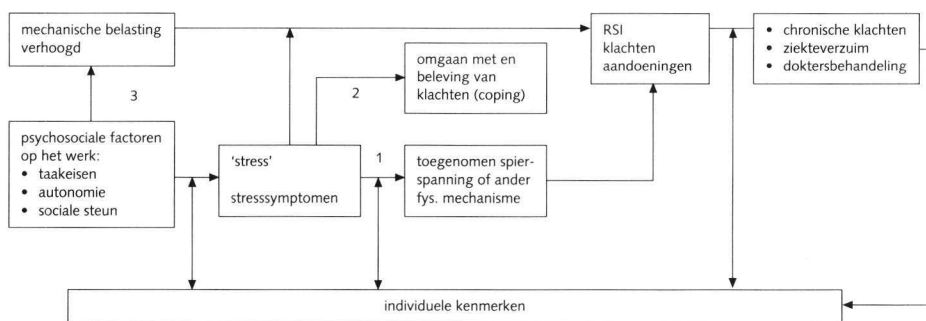 mechanische belasting
verhoogd
RSI
klachten
aandoeningen
• chronische klachten
• ziekteverzuim
• doktersbehandeling
omgaan met en
beleving van
klachten (coping)
3
2
psychosociale factoren
op het werk:
• taakeisen
• autonomie
• sociale steun
'stress'
stresssymptomen
1
toegenomen spier-
spanning of ander
fys. mechanisme
individuele kenmerken